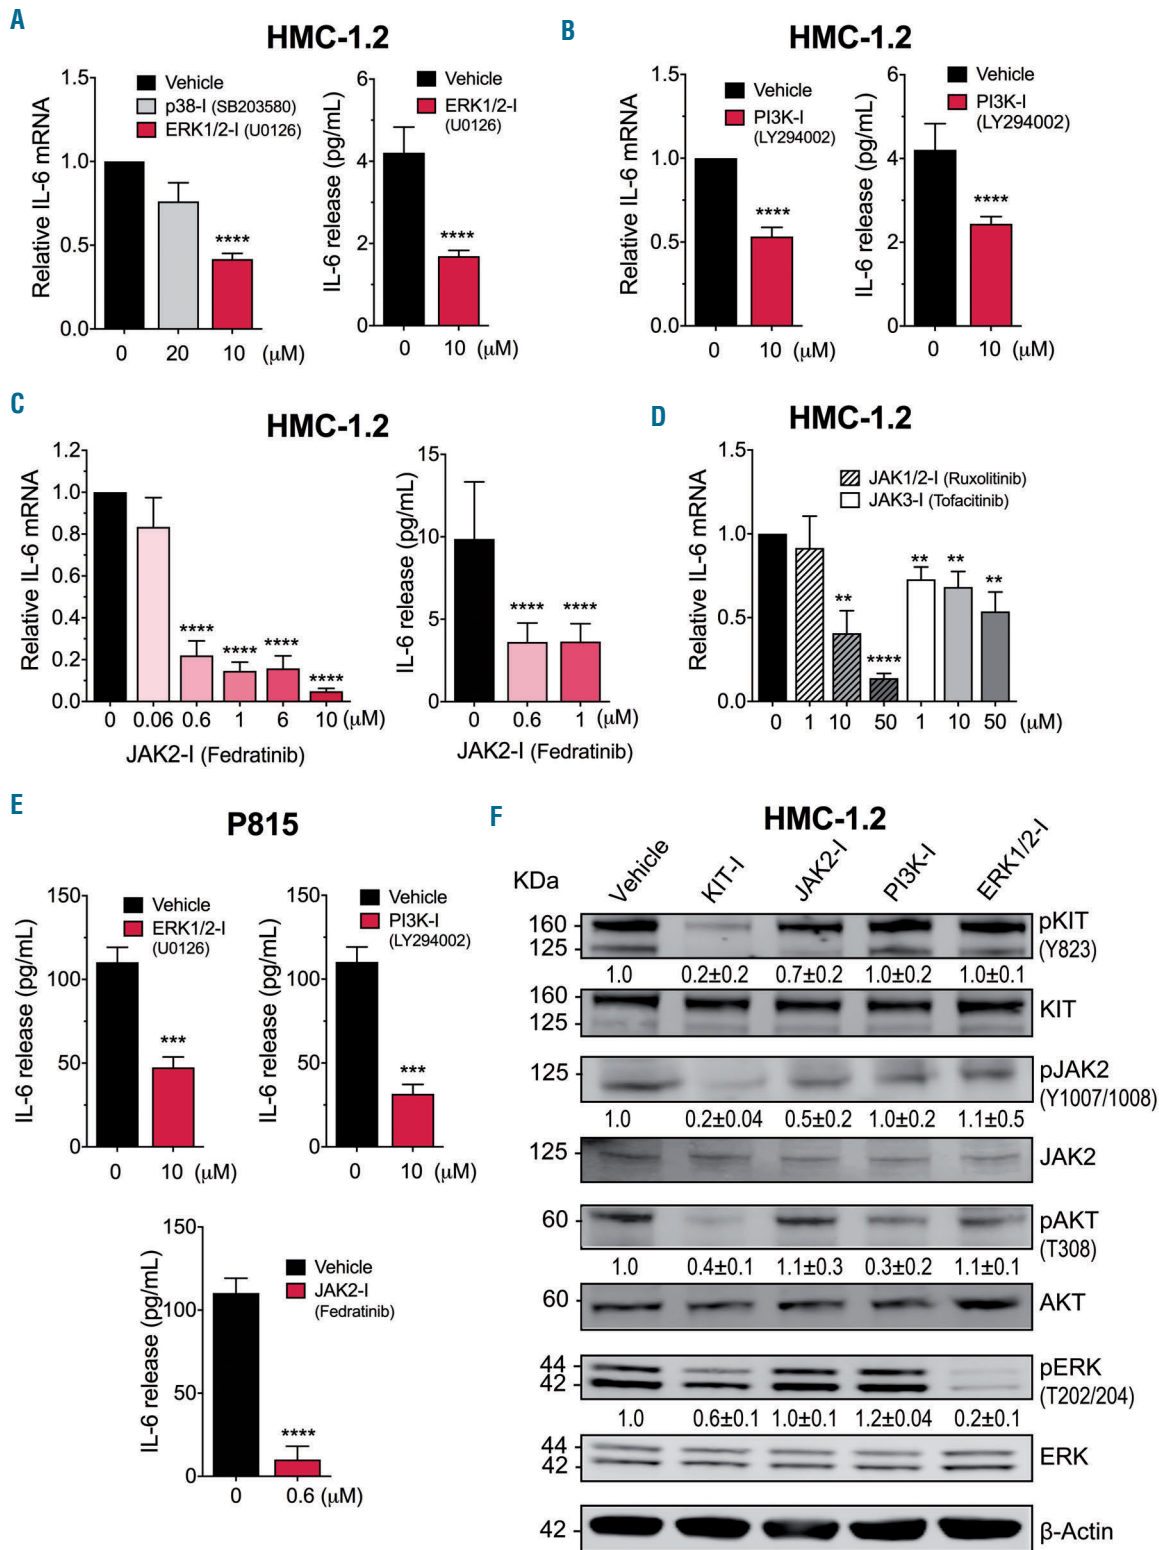 A
HMC-1.2
Relative IL-6 mRNA
1.5
1.0
0.5
0.0
Vehicle
p38-I (SB203580)
ERK1/2-I (U0126)
****
0 20 10 (μM)
IL-6 release (pg/mL)
6
4
2
0
Vehicle
ERK1/2-I
(U0126)
****
0 10 (μM)
B
HMC-1.2
Relative IL-6 mRNA
1.5
1.0
0.5
0.0
Vehicle
PI3K-I
(LY294002)
****
0 10 (μM)
IL-6 release (pg/mL)
6
4
2
0
Vehicle
PI3K-I
(LY294002)
****
0 10 (μM)
C
HMC-1.2
Relative IL-6 mRNA
1.2
1.0
0.8
0.6
0.4
0.2
0.0
**** **** **** ****
0 0.06 0.6 1 6 10 (μM)
JAK2-I (Fedratinib)
IL-6 release (pg/mL)
15
10
5
0
**** ****
0 0.6 1 (μM)
JAK2-I (Fedratinib)
D
HMC-1.2
Relative IL-6 mRNA
1.5
1.0
0.5
0.0
JAK1/2-I (Ruxolitinib)
JAK3-I (Tofacitinib)
** **** ** ** **
0 1 10 50 1 10 50 (μM)
E
P815
IL-6 release (pg/mL)
150
100
50
0
Vehicle
ERK1/2-I
(U0126)
***
0 10 (μM)
IL-6 release (pg/mL)
150
100
50
0
Vehicle
PI3K-I
(LY294002)
***
0 10 (μM)
IL-6 release (pg/mL)
150
100
50
0
Vehicle
JAK2-I
(Fedratinib)
****
0 0.6 (μM)
F
HMC-1.2
KDa
Vehicle KIT-I JAK2-I PI3K-I ERK1/2-I
160
125
pKIT
(Y823)
1.0 0.2±0.2 0.7±0.2 1.0±0.2 1.0±0.1
160
125
KIT
125
pJAK2
(Y1007/1008)
1.0 0.2±0.04 0.5±0.2 1.0±0.2 1.1±0.5
125
JAK2
60
pAKT
(T308)
1.0 0.4±0.1 1.1±0.3 0.3±0.2 1.1±0.1
60
AKT
44
42
pERK
(T202/204)
1.0 0.6±0.1 1.0±0.1 1.2±0.04 0.2±0.1
44
42
ERK
42
β-Actin